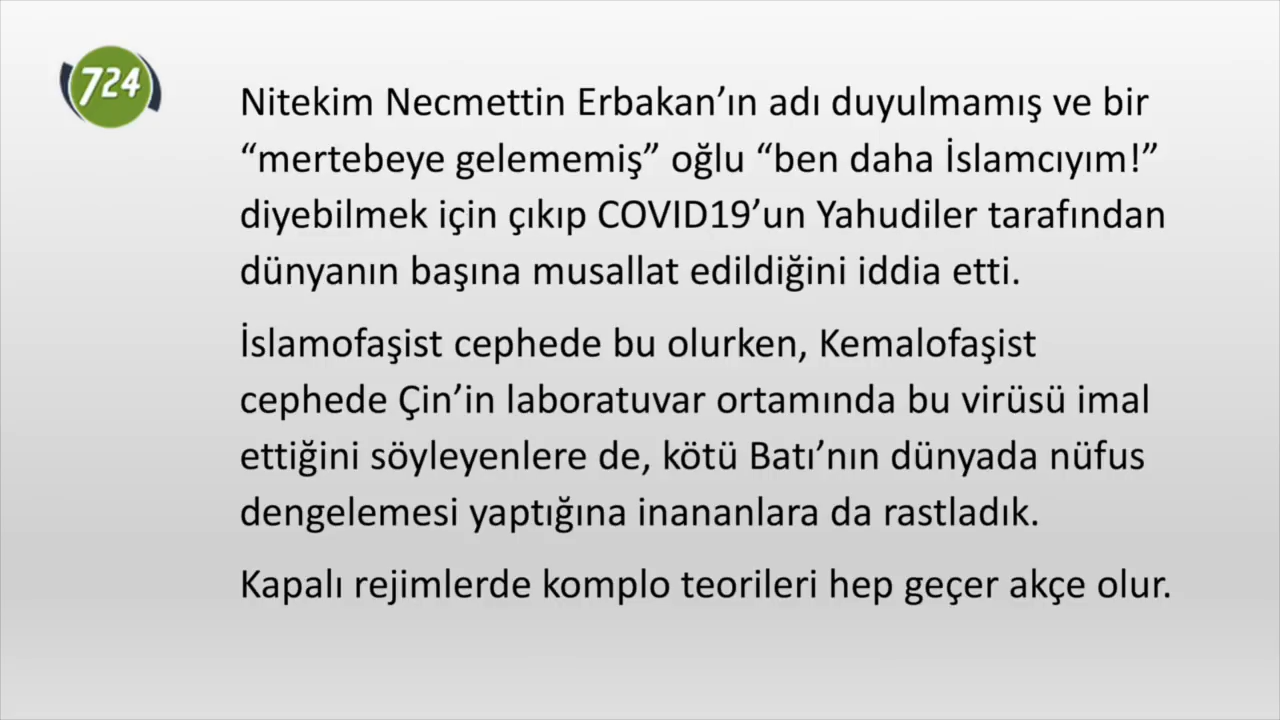 724
Nitekim Necmettin Erbakan’ın adı duyulmamış ve bir
“mertebeye gelememiş” oğlu “ben daha İslamcıyım!”
diyebilmek için çıkıp COVID19’un Yahudiler tarafından
dünyanın başına musallat edildiğini iddia etti.
İslamofaşist cephede bu olurken, Kemalofaşist
cephede Çin’in laboratuvar ortamında bu virüsü imal
ettiğini söyleyenlere de, kötü Batı’nın dünyada nüfus
dengelemesi yaptığına inananlara da rastladık.
Kapalı rejimlerde komplo teorileri hep geçer akçe olur.